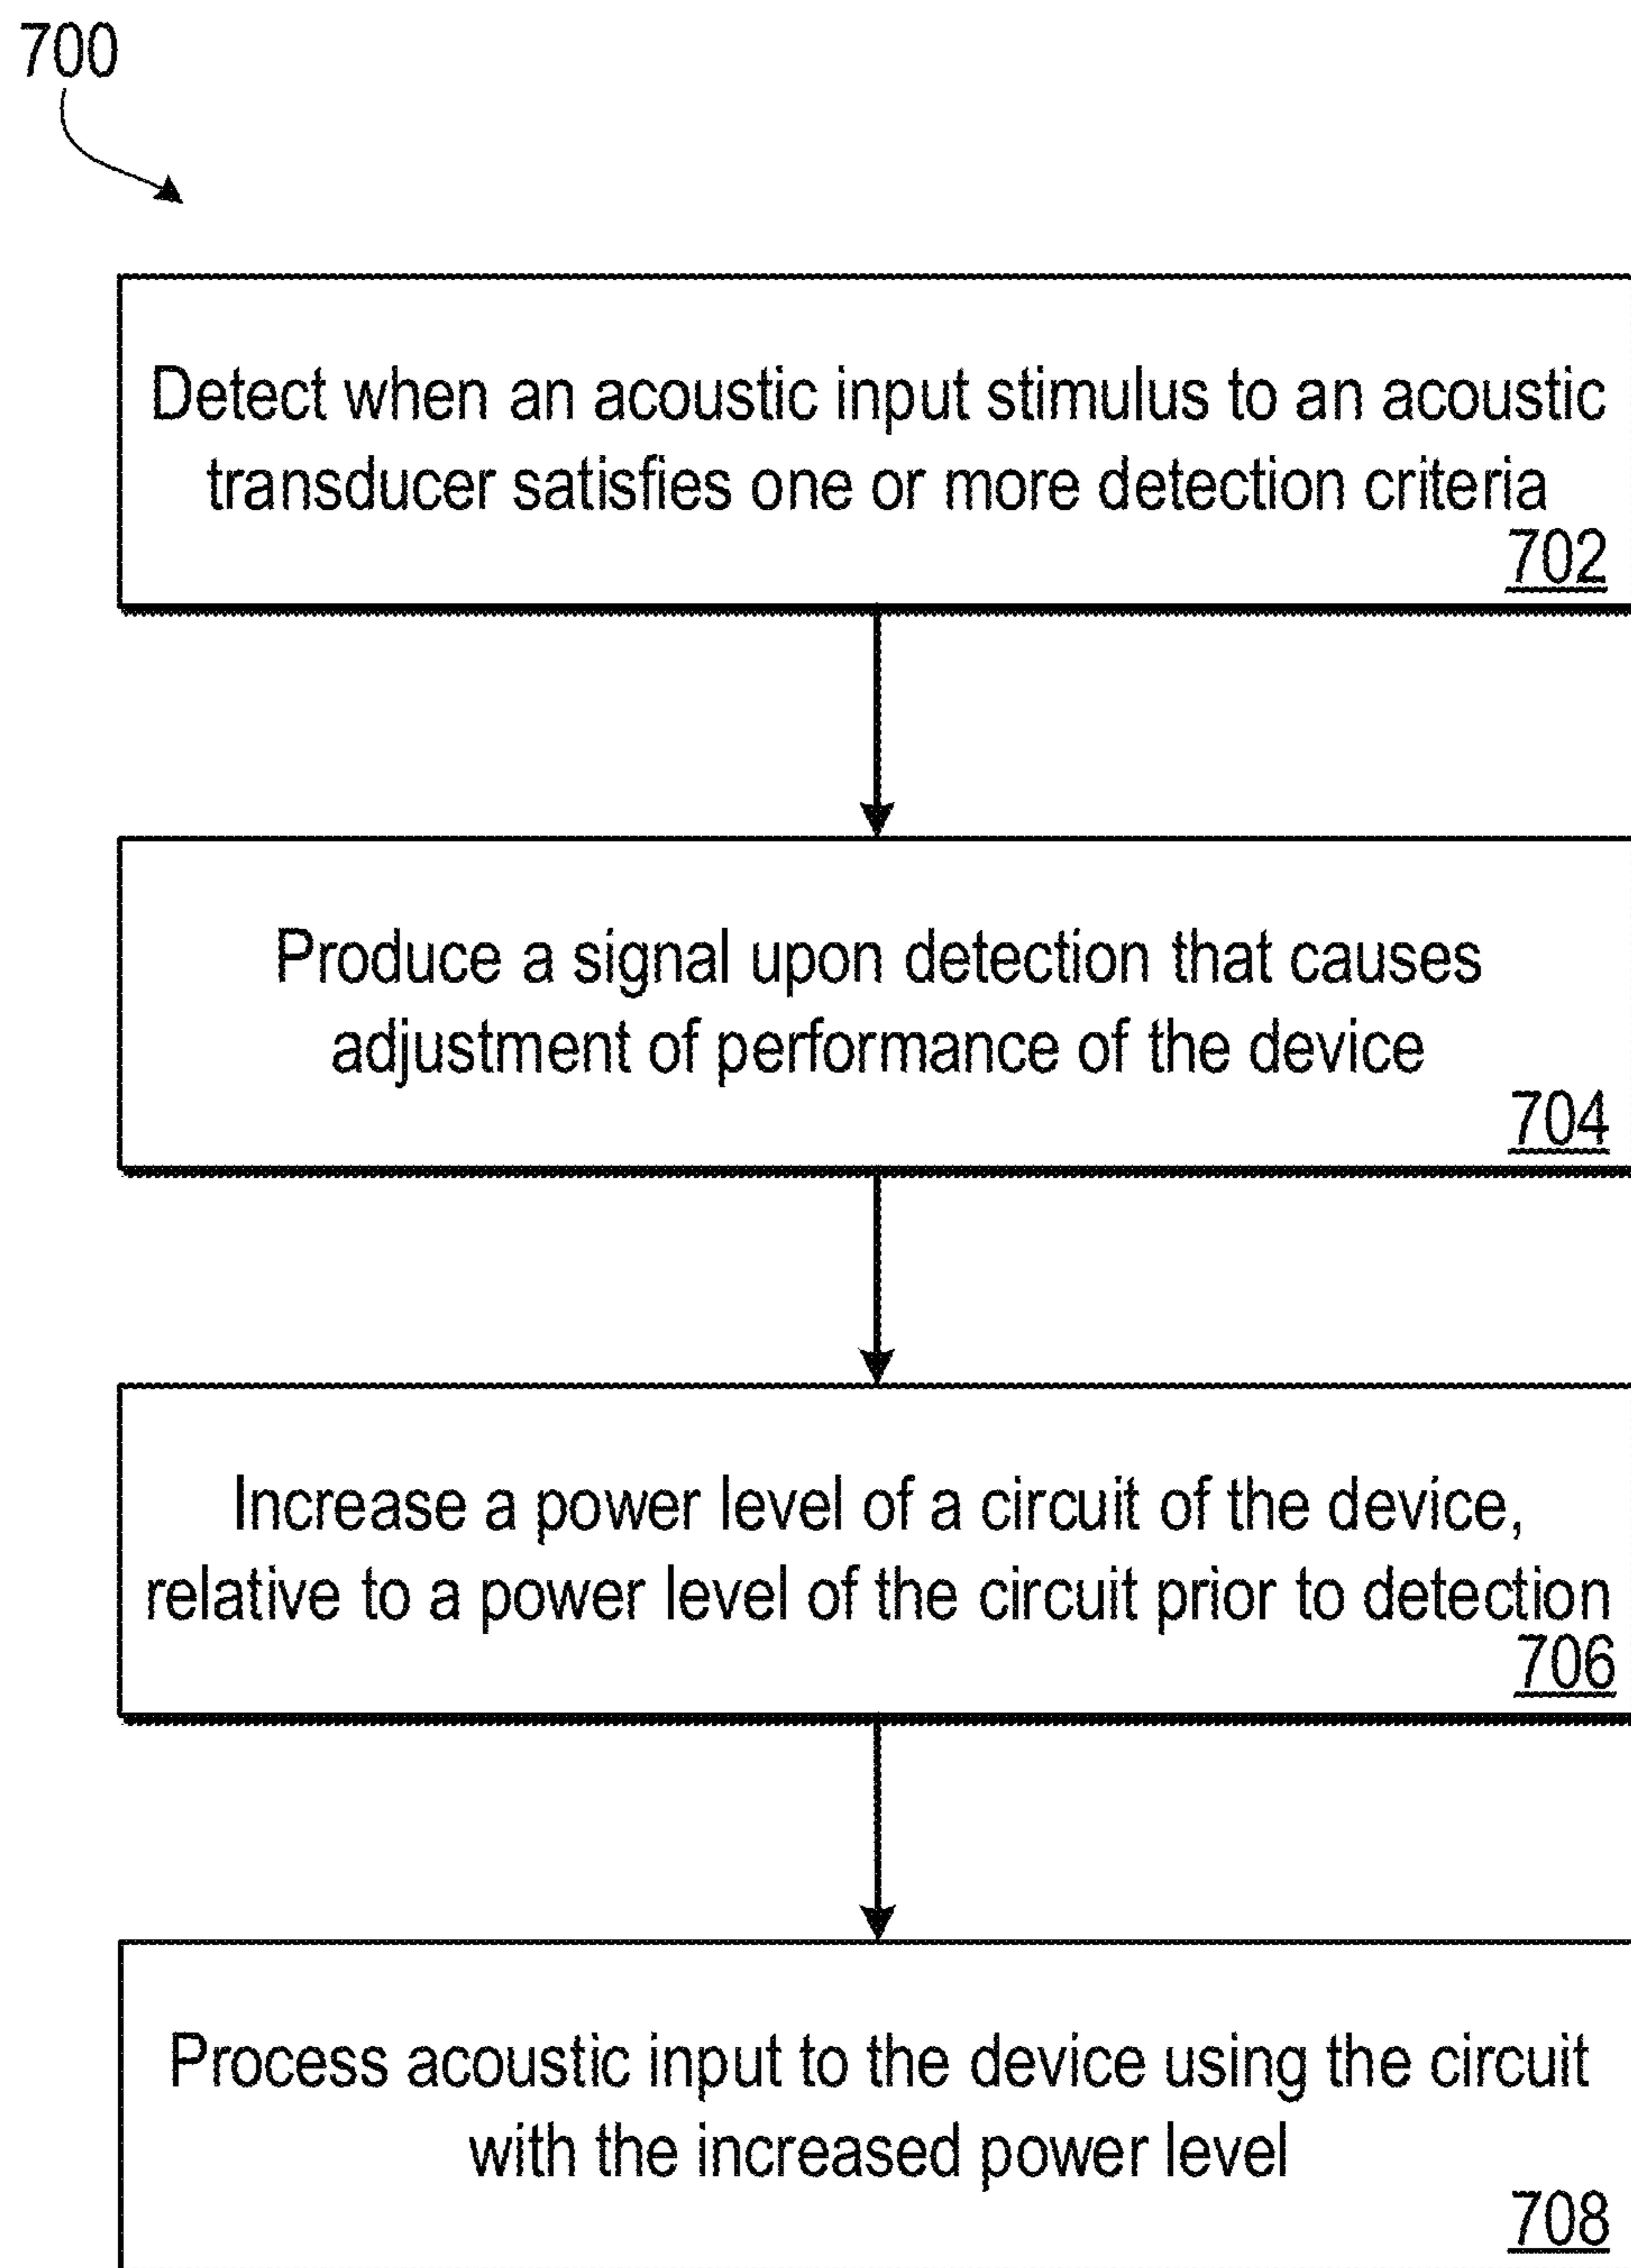 700
Detect when an acoustic input stimulus to an acoustic
transducer satisfies one or more detection criteria
702
Produce a signal upon detection that causes
adjustment of performance of the device
704
Increase a power level of a circuit of the device,
relative to a power level of the circuit prior to detection
706
Process acoustic input to the device using the circuit
with the increased power level
708